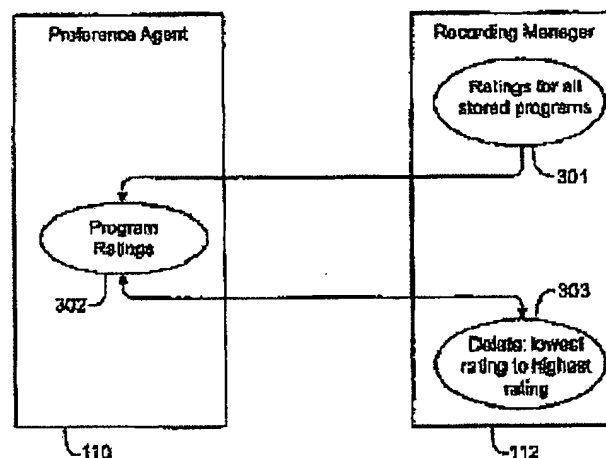 Preference Agent
Recording Manager
Ratings for all
stored programs
301
Program
Ratings
302
303
Delete: lowest
rating to highest
rating
110
112